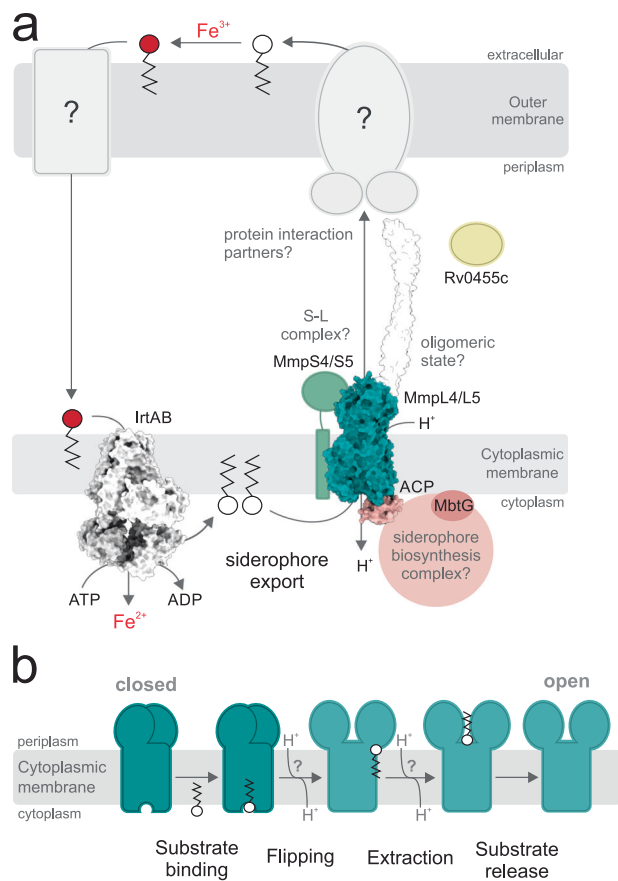 a
Fe³⁺
extracellular
?
?
Outer
membrane
periplasm
protein interaction
partners?
Rv0455c
S-L
complex?
oligomeric
state?
MmpS4/S5
IrtAB
MmpL4/L5
H⁺
Cytoplasmic
membrane
ACP
cytoplasm
MbtG
siderophore
biosynthesis
complex?
siderophore
export
H⁺
ATP
ADP
Fe²⁺
b
closed
open
periplasm
H⁺
H⁺
Cytoplasmic
membrane
?
?
cytoplasm
H⁺
H⁺
Substrate
binding
Flipping
Extraction
Substrate
release